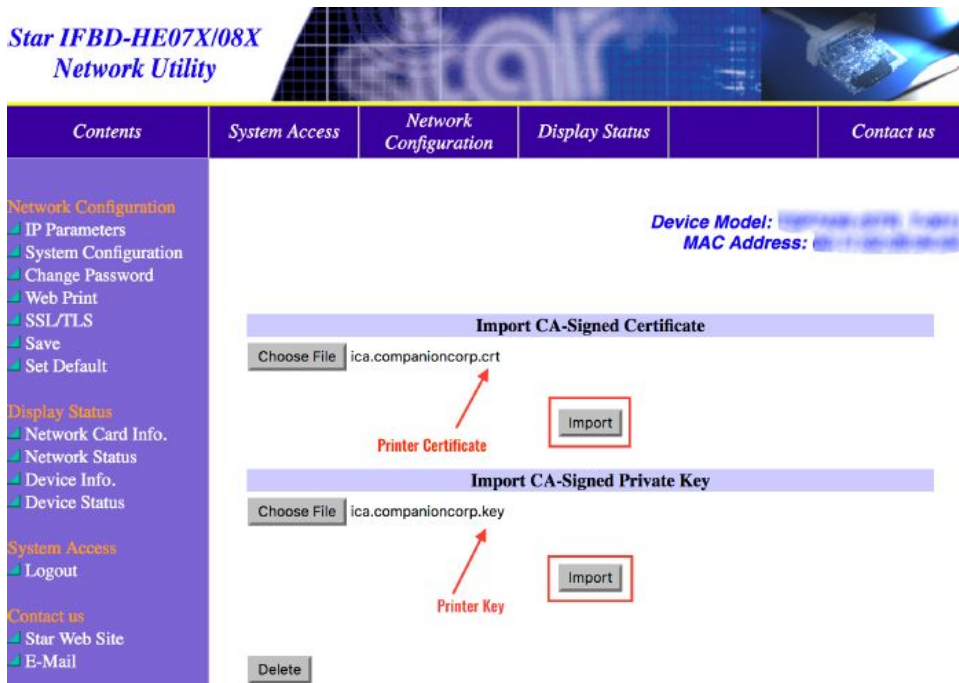 Star IFBD-HE07X/08X
Network Utility
star
Contents
System Access
Network
Configuration
Display Status
Contact us
Network Configuration
IP Parameters
System Configuration
Change Password
Web Print
SSL/TLS
Save
Set Default
Display Status
Network Card Info.
Network Status
Device Info.
Device Status
System Access
Logout
Contact us
Star Web Site
E-Mail
Device Model:
MAC Address:
Import CA-Signed Certificate
Choose File ica.companioncorp.crt
Printer Certificate
Import
Import CA-Signed Private Key
Choose File ica.companioncorp.key
Printer Key
Import
Delete